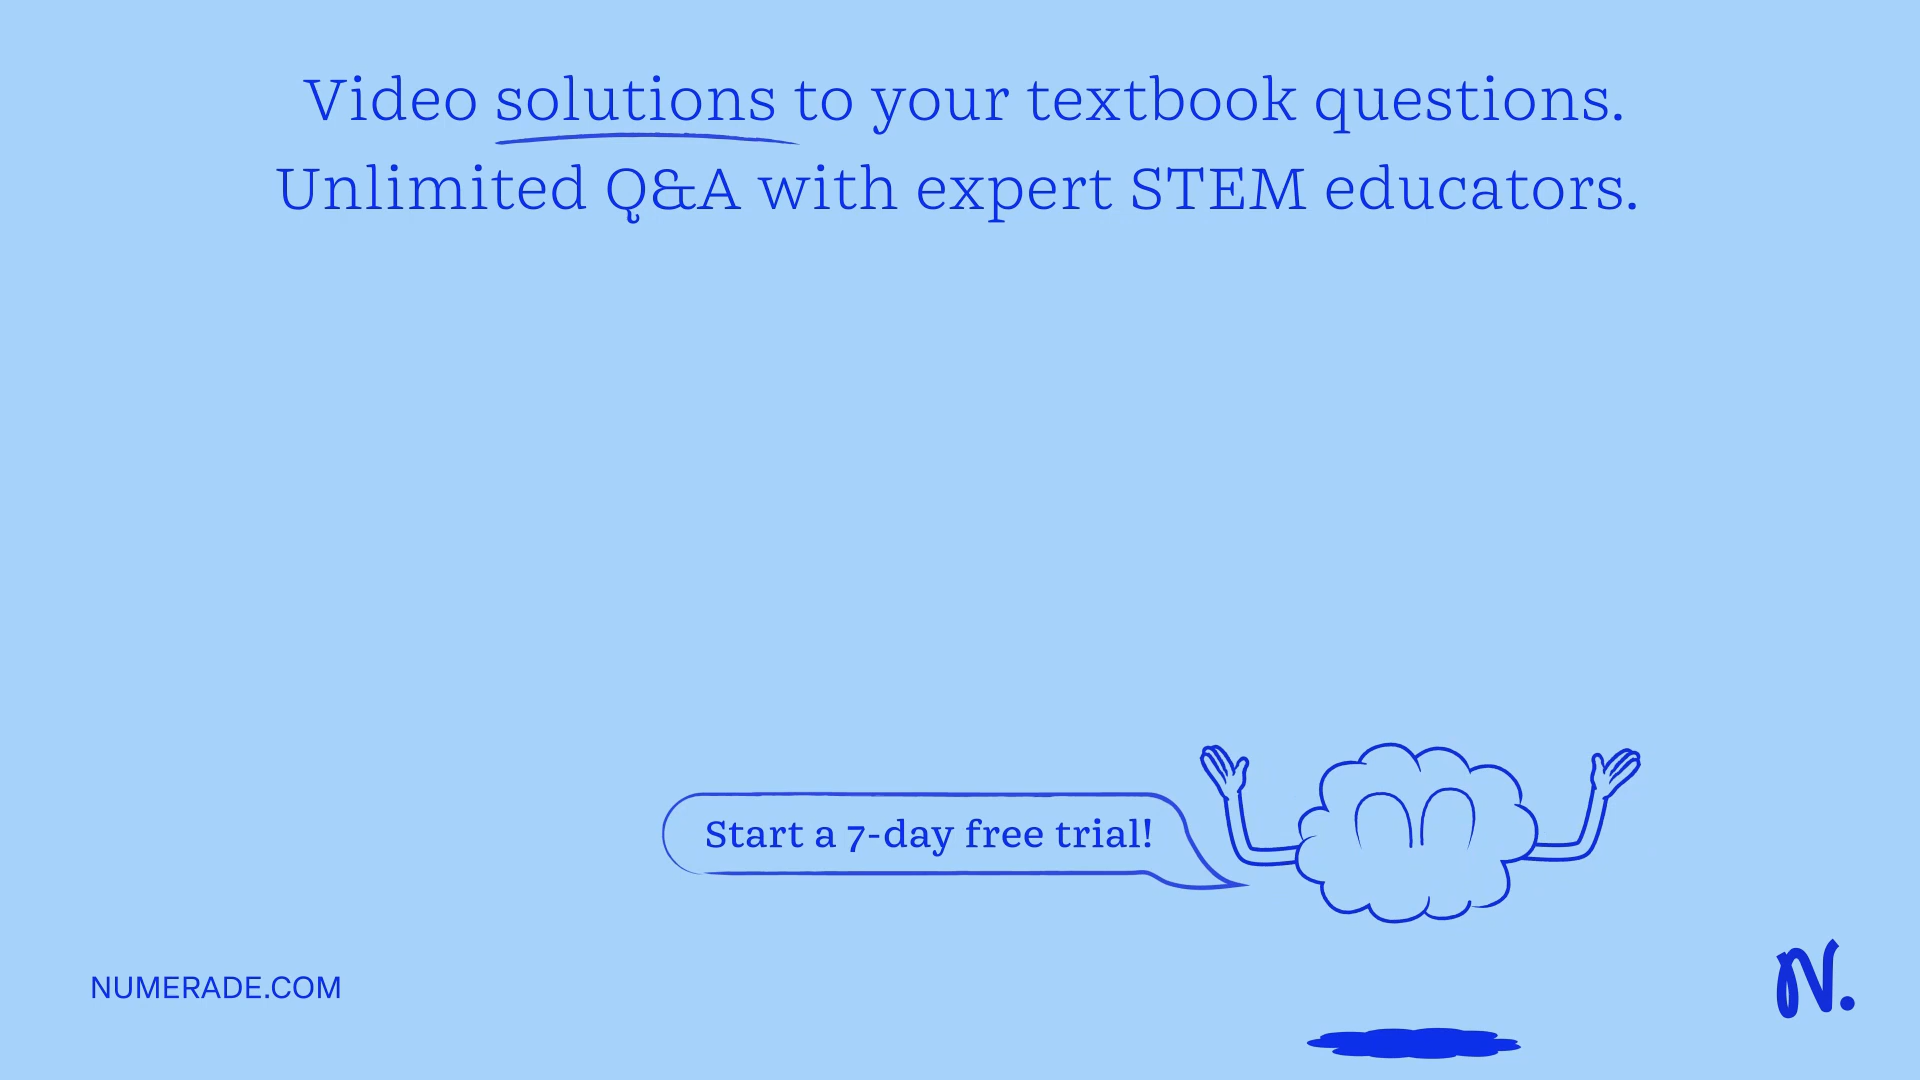 Video solutions to your textbook questions.
Unlimited Q&A with expert STEM educators.
Start a 7-day free trial!
NUMERADE.COM
N.